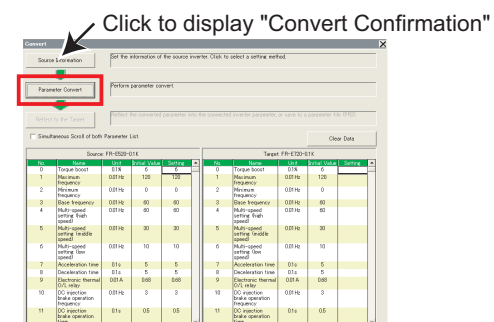 Click to display "Convert Confirmation"
Convert
Source Information
Set the information of the source inverter. Click to select a setting method.
Parameter Convert
Perform parameter convert.
Reflect to the Target
Reflect the converted parameter into the converted inverter parameter, or save to a parameter file (PRG)
Simultaneous Scroll of both Parameter List
Clear Data
Source: FR-E520-0.1K
Target: FR-E720-0.1K
No. Name Unit Initial Value Setting No. Name Unit Initial Value Setting
0 Torque boost 0.1% 6 6 0 Torque boost 0.1% 6
1 Maximum frequency 0.01 Hz 120 120 1 Maximum frequency 0.01 Hz 120
2 Minimum frequency 0.01 Hz 0 0 2 Minimum frequency 0.01 Hz 0
3 Base frequency 0.01 Hz 60 60 3 Base frequency 0.01 Hz 60
4 Multi-speed setting (high speed) 0.01 Hz 60 60 4 Multi-speed setting (high speed) 0.01 Hz 60
5 Multi-speed setting (middle speed) 0.01 Hz 30 30 5 Multi-speed setting (middle speed) 0.01 Hz 30
6 Multi-speed setting (low speed) 0.01 Hz 10 10 6 Multi-speed setting (low speed) 0.01 Hz 10
7 Acceleration time 0.1 s 5 5 7 Acceleration time 0.1 s 5
8 Deceleration time 0.1 s 5 5 8 Deceleration time 0.1 s 5
9 Electronic thermal O/L relay 0.01 A 0.68 0.68 9 Electronic thermal O/L relay 0.01 A 0.68
10 DC injection brake operation frequency 0.01 Hz 3 3 10 DC injection brake operation frequency 0.01 Hz 3
11 DC injection brake operation time 0.1 s 0.5 0.5 11 DC injection brake operation time 0.1 s 0.5